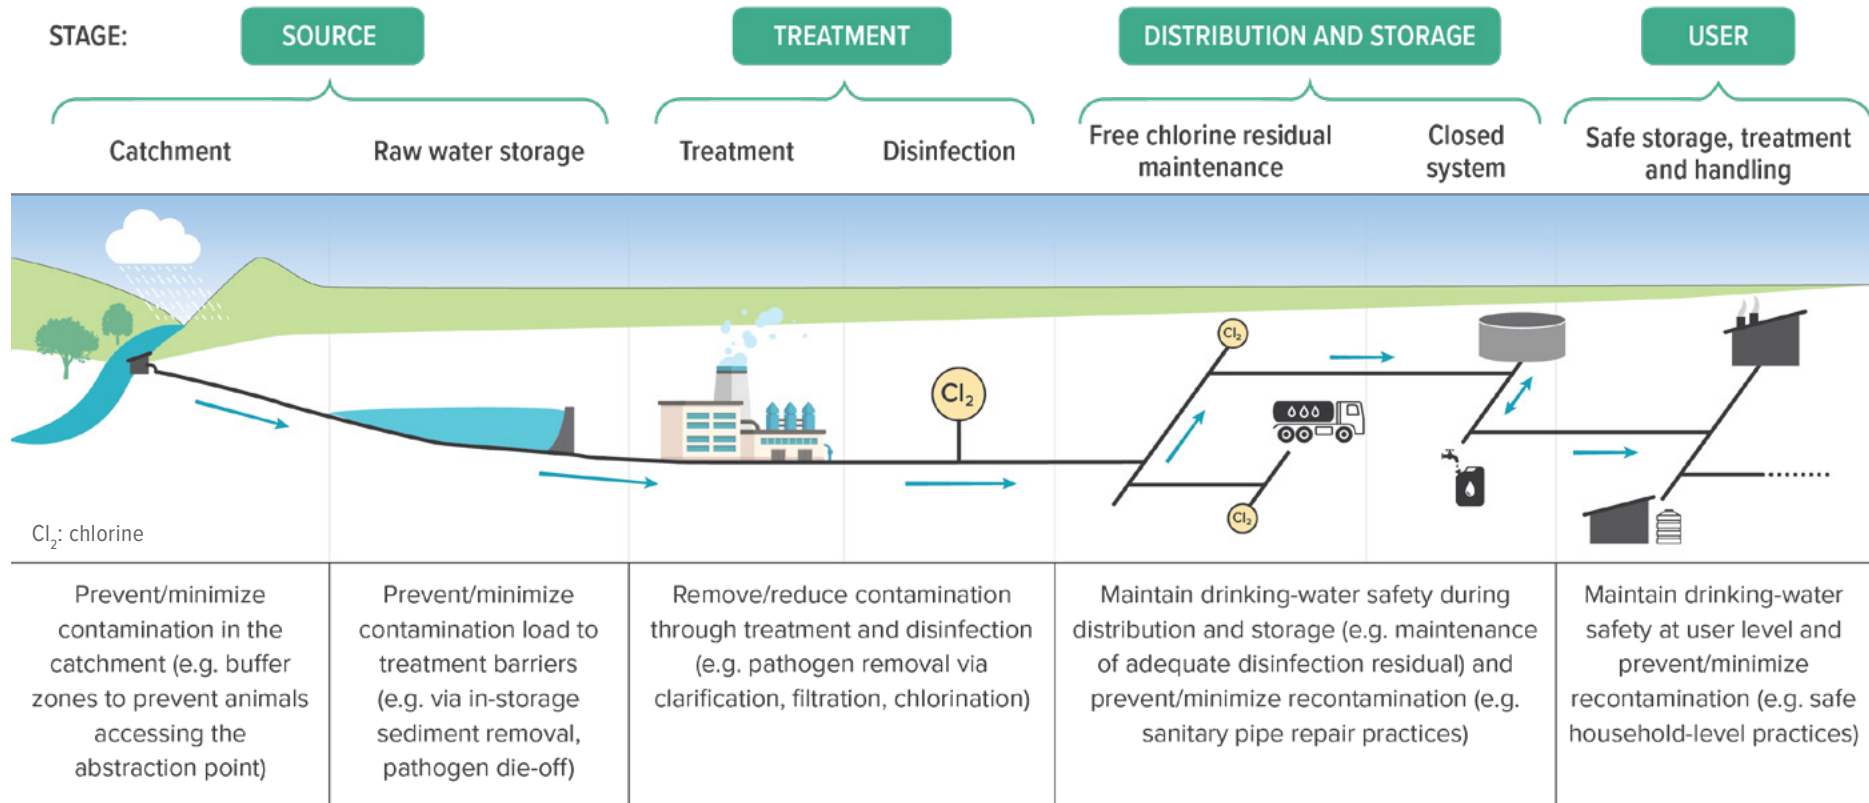 STAGE:
SOURCE
TREATMENT
DISTRIBUTION AND STORAGE
USER
Catchment
Raw water storage
Treatment
Disinfection
Free chlorine residual
maintenance
Closed
system
Safe storage, treatment
and handling
Cl₂
Cl₂
Cl₂
Cl₂: chlorine
Prevent/minimize
contamination in the
catchment (e.g. buffer
zones to prevent animals
accessing the
abstraction point)
Prevent/minimize
contamination load to
treatment barriers
(e.g. via in-storage
sediment removal,
pathogen die-off)
Remove/reduce contamination
through treatment and disinfection
(e.g. pathogen removal via
clarification, filtration, chlorination)
Maintain drinking-water safety during
distribution and storage (e.g. maintenance
of adequate disinfection residual) and
prevent/minimize recontamination (e.g.
sanitary pipe repair practices)
Maintain drinking-water
safety at user level and
prevent/minimize
recontamination (e.g. safe
household-level practices)